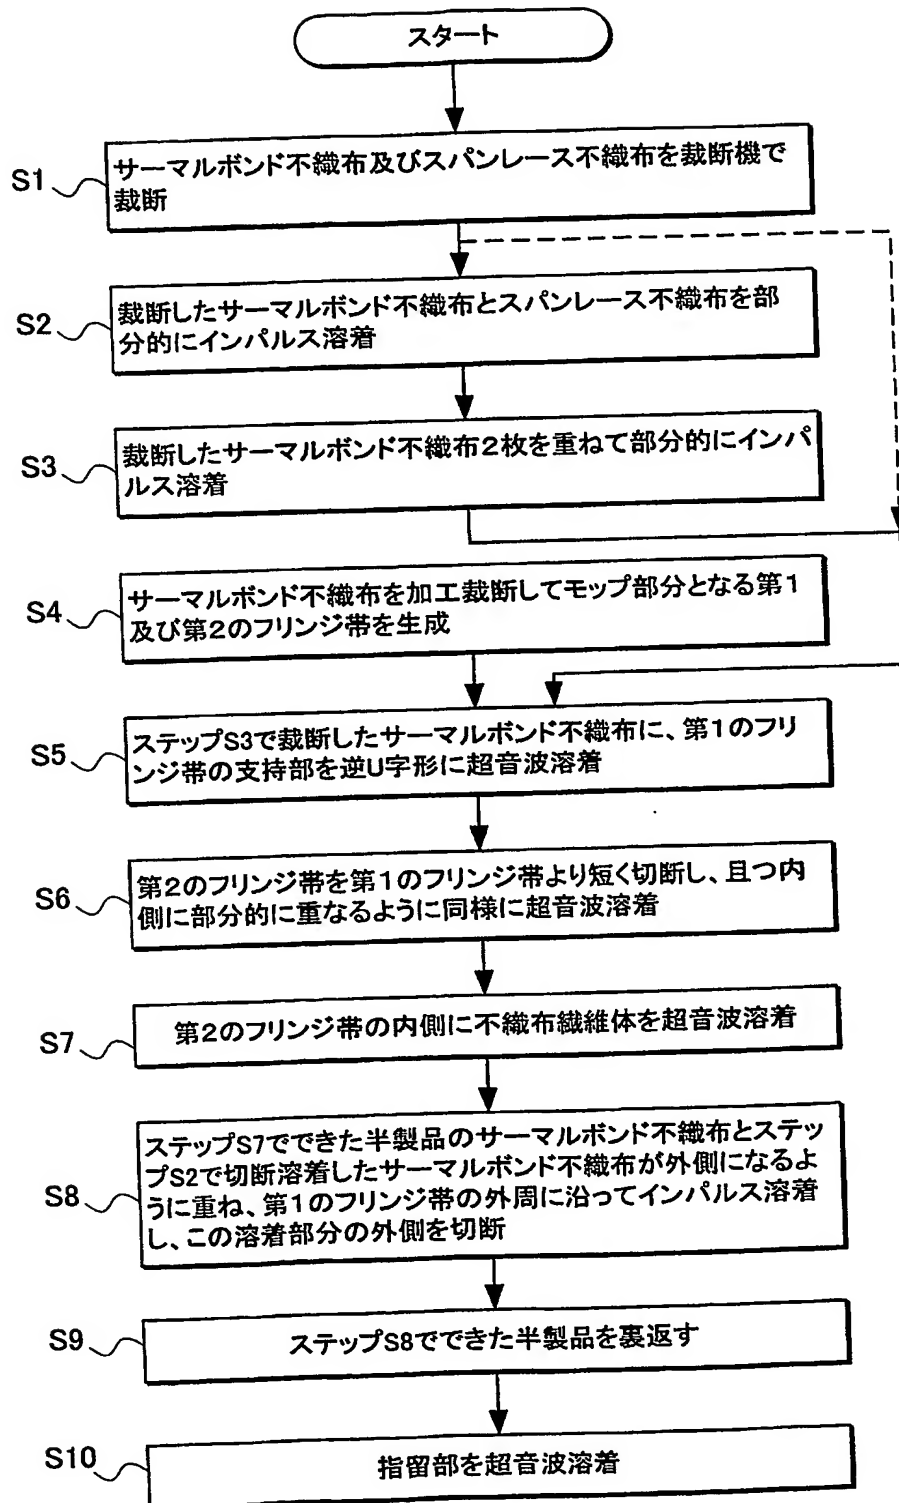 スタート
S1
サーマルボンド不織布及びスパンレース不織布を裁断機で
裁断
S2
裁断したサーマルボンド不織布とスパンレース不織布を部
分的にインパルス溶着
S3
裁断したサーマルボンド不織布2枚を重ねて部分的にインパ
ルス溶着
S4
サーマルボンド不織布を加工裁断してモップ部分となる第1
及び第2のフリンジ帯を生成
S5
ステップS3で裁断したサーマルボンド不織布に、第1のフリ
ンジ帯の支持部を逆U字形に超音波溶着
S6
第2のフリンジ帯を第1のフリンジ帯より短く切断し、且つ内
側に部分的に重なるように同様に超音波溶着
S7
第2のフリンジ帯の内側に不織布繊維体を超音波溶着
S8
ステップS7でできた半製品のサーマルボンド不織布とステッ
プS2で切断溶着したサーマルボンド不織布が外側になるよ
うに重ね、第1のフリンジ帯の外周に沿ってインパルス溶着
し、この溶着部分の外側を切断
S9
ステップS8でできた半製品を裏返す
S10
指留部を超音波溶着